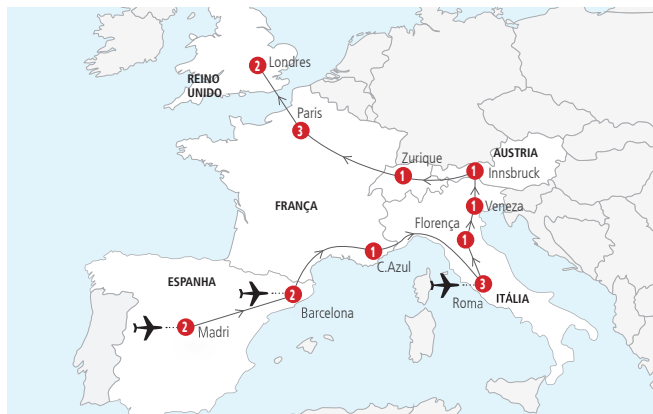 2 Londres
REINO
UNIDO
Paris
3
Zurique
1
AUSTRIA
1 Innsbruck
1 Veneza
FRANÇA
Florença
1
1
C.Azul
ESPANHA
2
Barcelona
3
Roma
ITÁLIA
2
Madri